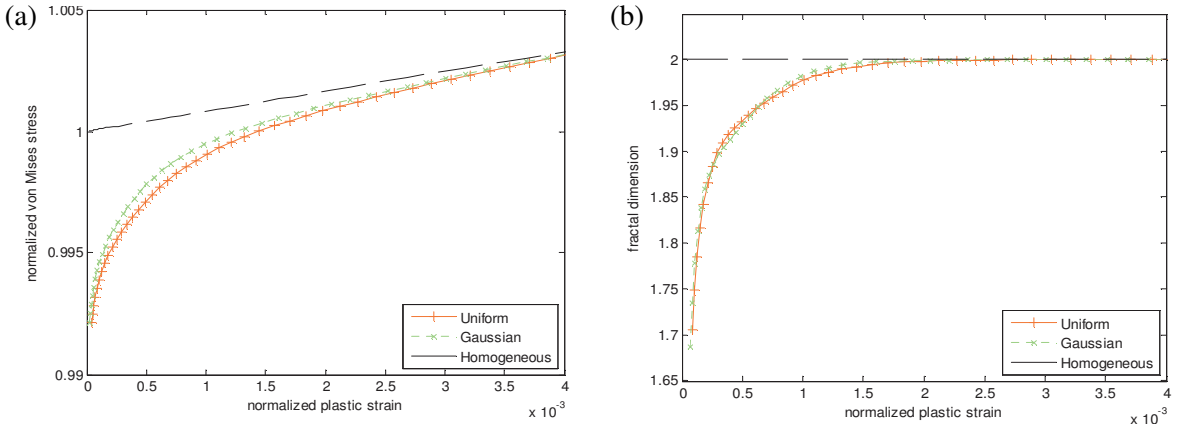 (a)
1.005
1
0.995
0.99
normalized von Mises stress
0 0.5 1 1.5 2 2.5 3 3.5 4
normalized plastic strain
x 10⁻³
Uniform
Gaussian
Homogeneous
(b)
2
1.95
1.9
1.85
1.8
1.75
1.7
1.65
fractal dimension
0 0.5 1 1.5 2 2.5 3 3.5 4
normalized plastic strain
x 10⁻³
Uniform
Gaussian
Homogeneous